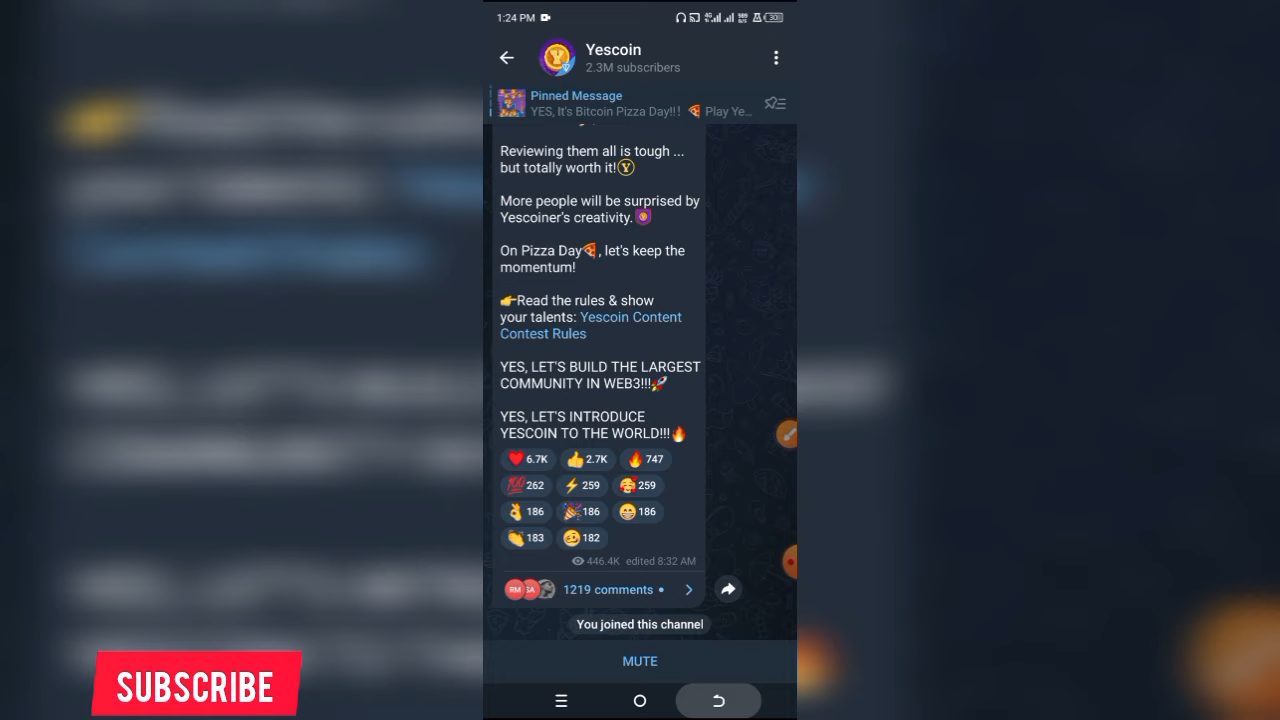 1:24 PM
Yescoin
2.3M subscribers
Pinned Message
YES, It's Bitcoin Pizza Day!! 🍕 Play Ye...
Reviewing them all is tough ...
but totally worth it!
More people will be surprised by
Yescoiner's creativity.
On Pizza Day🍕, let's keep the
momentum!
👉Read the rules & show
your talents: Yescoin Content
Contest Rules
YES, LET'S BUILD THE LARGEST
COMMUNITY IN WEB3!!!🚀
YES, LET'S INTRODUCE
YESCOIN TO THE WORLD!!!🔥
❤️ 6.7K 👍 2.7K 🔥 747
💯 262 ⚡ 259 🥰 259
👌 186 🎉 186 😁 186
👏 183 🥴 182
446.4K edited 8:32 AM
RM SA 1219 comments
You joined this channel
MUTE
SUBSCRIBE